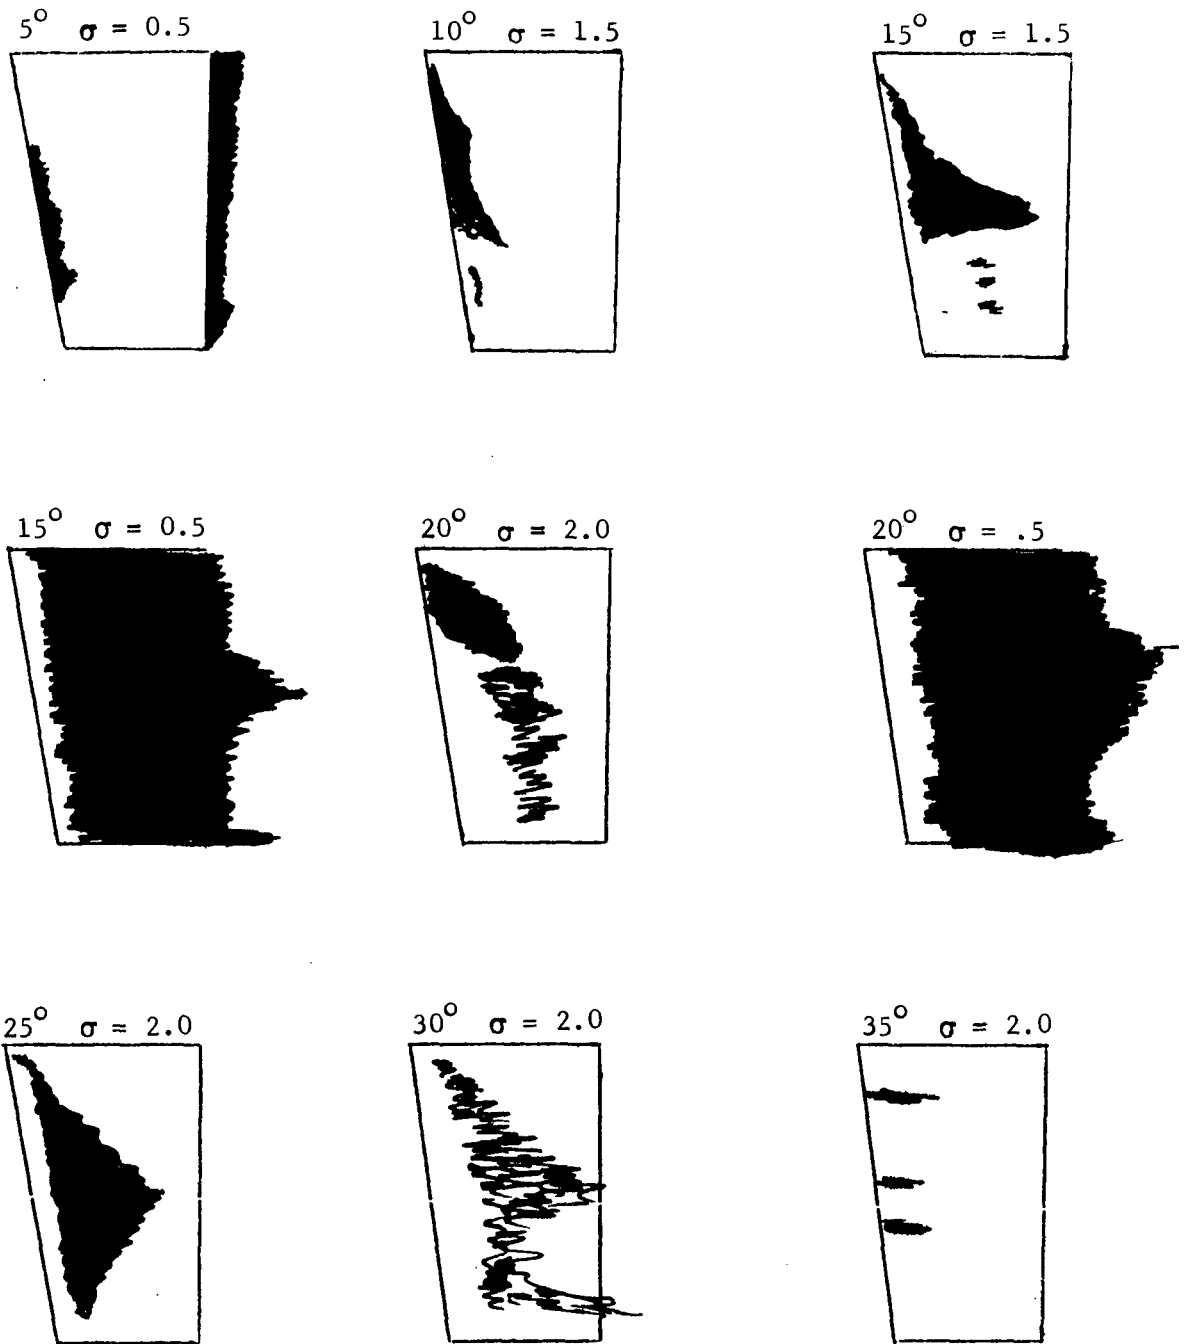 5° σ = 0.5
10° σ = 1.5
15° σ = 1.5
15° σ = 0.5
20° σ = 2.0
20° σ = .5
25° σ = 2.0
30° σ = 2.0
35° σ = 2.0